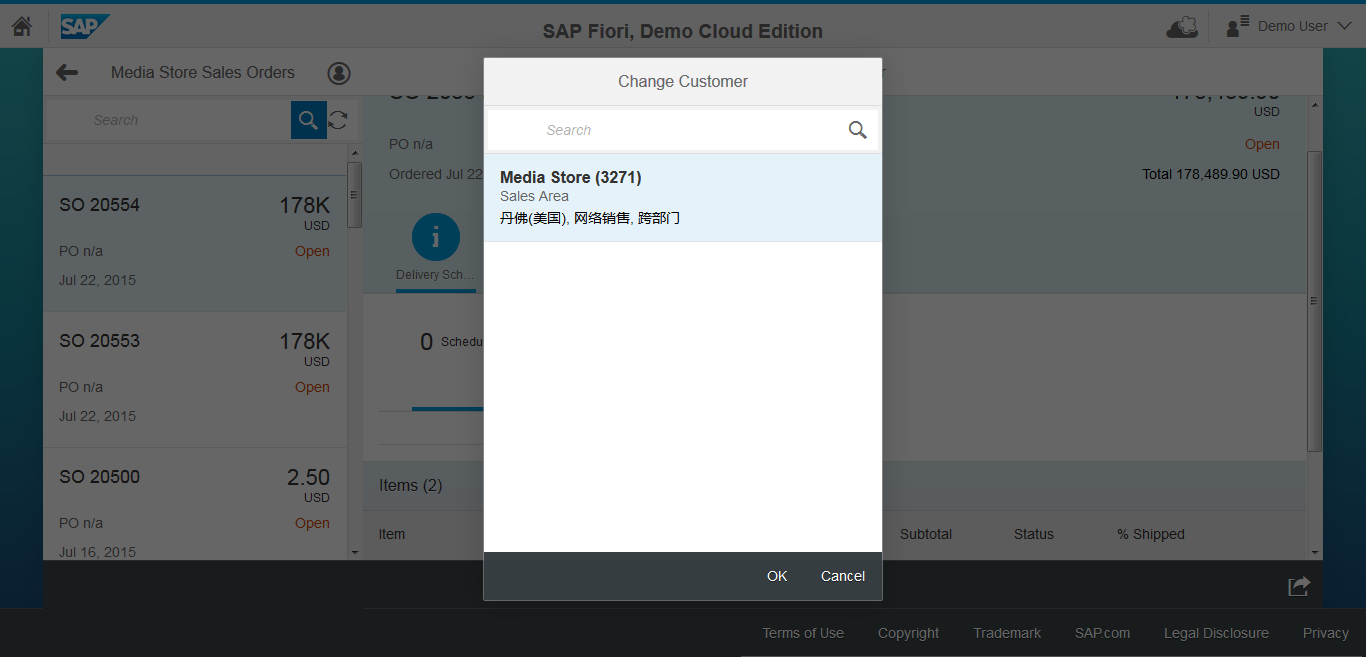 SAP
SAP Fiori, Demo Cloud Edition
Demo User
Media Store Sales Orders
Search
SO 20554
178K
USD
PO n/a
Open
Jul 22, 2015
SO 20553
178K
USD
PO n/a
Open
Jul 22, 2015
SO 20500
2.50
USD
PO n/a
Open
Jul 16, 2015
USD
PO n/a
Open
Ordered Jul 22
Total 178,489.90 USD
Delivery Sch...
0 Schedu
Items (2)
Item
Subtotal
Status
% Shipped
Change Customer
Search
Media Store (3271)
Sales Area
丹佛(美国), 网络销售, 跨部门
OK
Cancel
Terms of Use
Copyright
Trademark
SAP.com
Legal Disclosure
Privacy